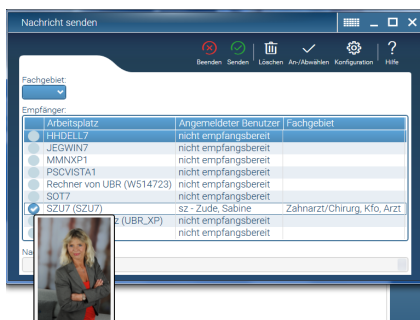 Nachricht senden
Beenden Senden Löschen An-/Abwählen Konfiguration Hilfe
Fachgebiet:
Empfänger:
Arbeitsplatz Angemeldeter Benutzer Fachgebiet
HHDELL7 nicht empfangsbereit
JEGWIN7 nicht empfangsbereit
MMNXP1 nicht empfangsbereit
PSCVISTA1 nicht empfangsbereit
Rechner von UBR (W514723) nicht empfangsbereit
SOT7 nicht empfangsbereit
SZU7 (SZU7) sz - Zude, Sabine Zahnarzt/Chirurg, Kfo, Arzt
z (UBR_XP) nicht empfangsbereit
nicht empfangsbereit
Na